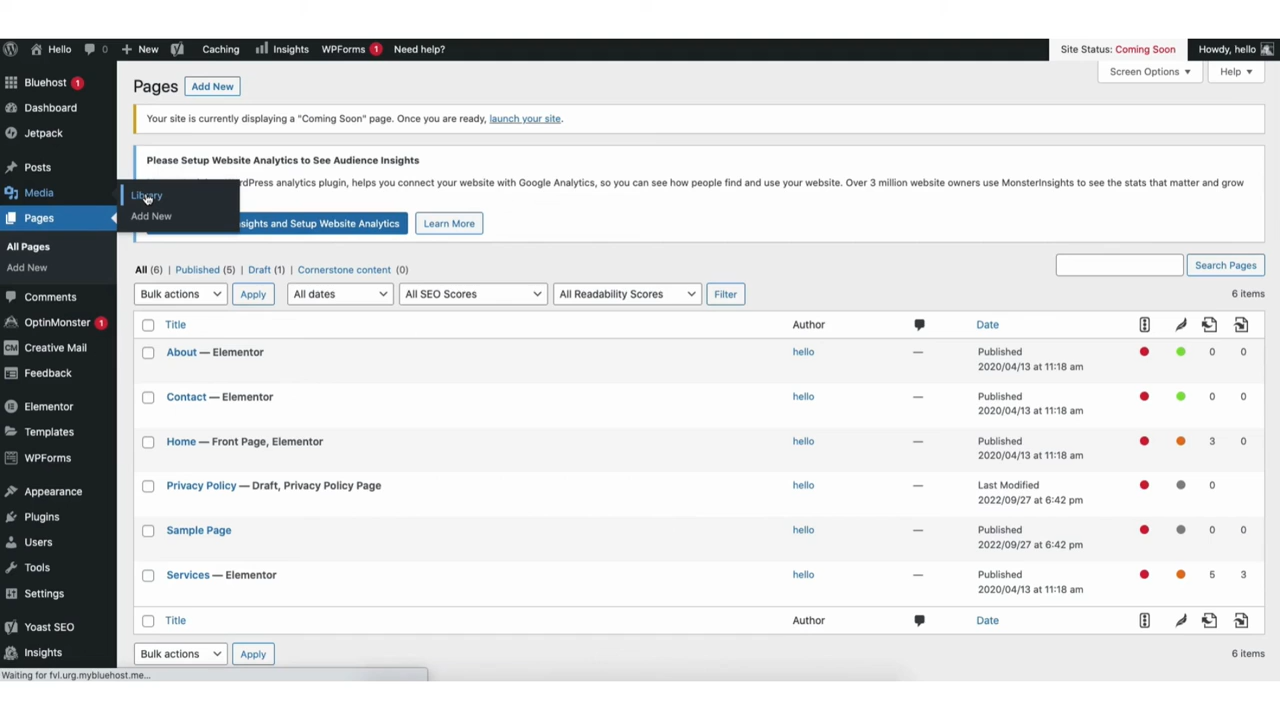 Hello 0 + New Caching Insights WPForms 1 Need help? Site Status: Coming Soon Howdy, hello
Bluehost 1
Dashboard
Jetpack
Posts
Media
Library
Add New
Pages
All Pages
Add New
Comments
OptinMonster 1
CM Creative Mail
Feedback
Elementor
Templates
WPForms
Appearance
Plugins
Users
Tools
Settings
Yoast SEO
Insights
Screen Options Help
Pages Add New
Your site is currently displaying a "Coming Soon" page. Once you are ready, launch your site.
Please Setup Website Analytics to See Audience Insights
analytics plugin, helps you connect your website with Google Analytics, so you can see how people find and use your website. Over 3 million website owners use MonsterInsights to see the stats that matter and grow
and Setup Website Analytics Learn More
All (6) | Published (5) | Draft (1) | Cornerstone content (0)
Search Pages
Bulk actions Apply All dates All SEO Scores All Readability Scores Filter 6 items
Title Author Date
About — Elementor hello — Published 0 0
2020/04/13 at 11:18 am
Contact — Elementor hello — Published 0 0
2020/04/13 at 11:18 am
Home — Front Page, Elementor hello — Published 3 0
2020/04/13 at 11:18 am
Privacy Policy — Draft, Privacy Policy Page hello — Last Modified 0
2022/09/27 at 6:42 pm
Sample Page hello — Published 0 0
2022/09/27 at 6:42 pm
Services — Elementor hello — Published 5 3
2020/04/13 at 11:18 am
Title Author Date
Bulk actions Apply 6 items
Waiting for fvl.urg.mybluehost.me...